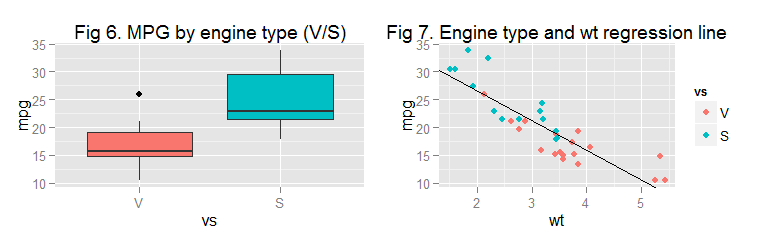 Fig 6. MPG by engine type (V/S)
35
30
25
20
15
10
mpg
V
S
vs
Fig 7. Engine type and wt regression line
35
30
25
20
15
10
mpg
2
3
4
5
wt
vs
V
S